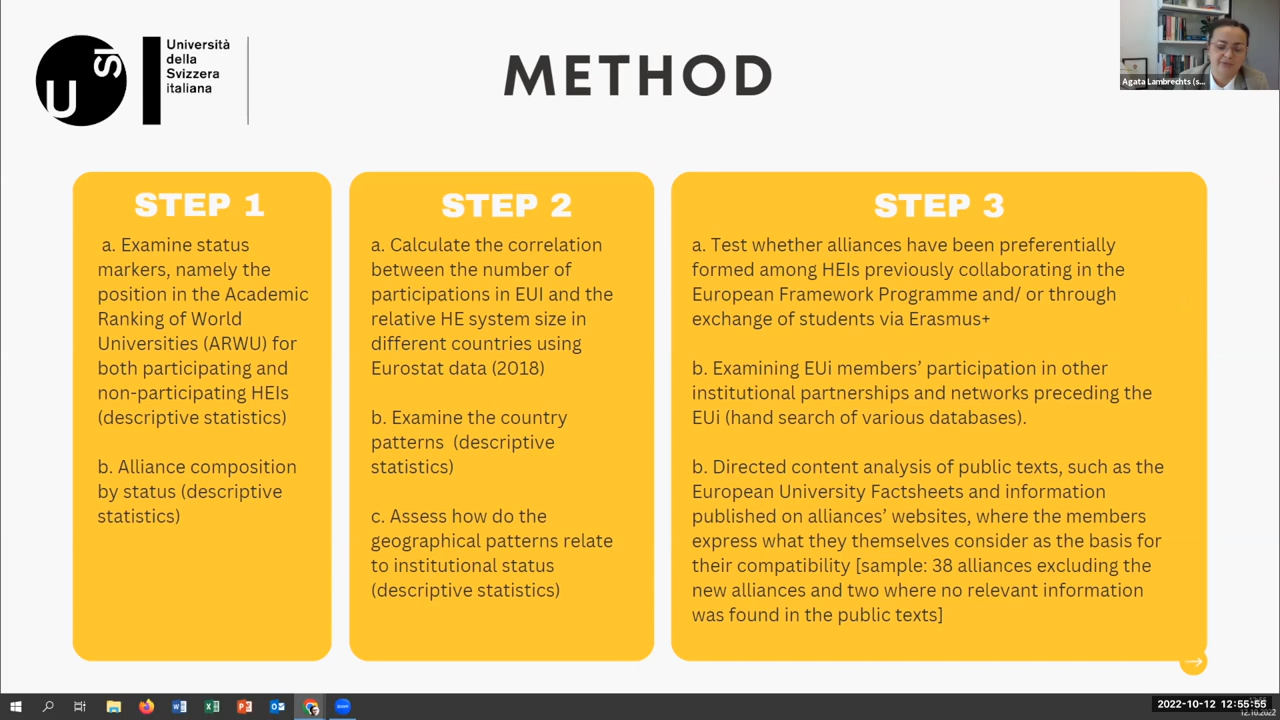 USI
Università
della
Svizzera
italiana
METHOD
Agata Lambrechts (s...
STEP 1
a. Examine status
markers, namely the
position in the Academic
Ranking of World
Universities (ARWU) for
both participating and
non-participating HEIs
(descriptive statistics)
b. Alliance composition
by status (descriptive
statistics)
STEP 2
a. Calculate the correlation
between the number of
participations in EUI and the
relative HE system size in
different countries using
Eurostat data (2018)
b. Examine the country
patterns (descriptive
statistics)
c. Assess how do the
geographical patterns relate
to institutional status
(descriptive statistics)
STEP 3
a. Test whether alliances have been preferentially
formed among HEIs previously collaborating in the
European Framework Programme and/ or through
exchange of students via Erasmus+
b. Examining EUi members’ participation in other
institutional partnerships and networks preceding the
EUi (hand search of various databases).
b. Directed content analysis of public texts, such as the
European University Factsheets and information
published on alliances’ websites, where the members
express what they themselves consider as the basis for
their compatibility [sample: 38 alliances excluding the
new alliances and two where no relevant information
was found in the public texts]
2022-10-12 12:55:55
12.10.2022